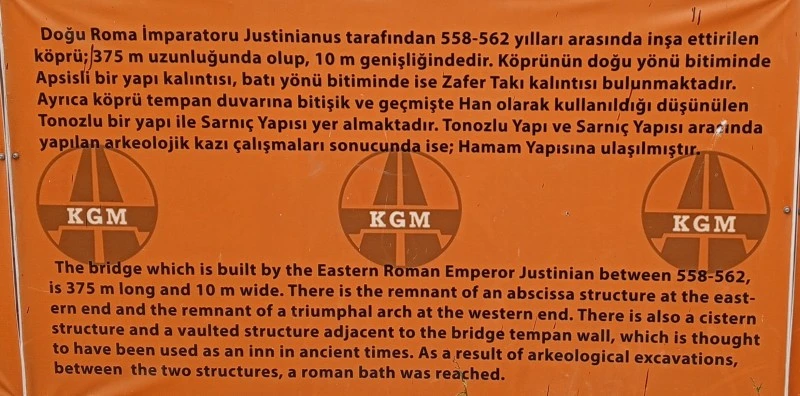 Doğu Roma İmparatoru Justinianus tarafından 558-562 yılları arasında inşa ettirilen
köprü; 375 m uzunluğunda olup, 10 m genişliğindedir. Köprünün doğu yönü bitiminde
Apsisli bir yapı kalıntısı, batı yönü bitiminde ise Zafer Takı kalıntısı bulunmaktadır.
Ayrıca köprü tempan duvarına bitişik ve geçmişte Han olarak kullanıldığı düşünülen
Tonozlu bir yapı ile Sarnıç Yapısı yer almaktadır. Tonozlu Yapı ve Sarnıç Yapısı arasında
yapılan arkeolojik kazı çalışmaları sonucunda ise; Hamam Yapısına ulaşılmıştır.
KGM KGM KGM
The bridge which is built by the Eastern Roman Emperor Justinian between 558-562,
is 375 m long and 10 m wide. There is the remnant of an abscissa structure at the east-
ern end and the remnant of a triumphal arch at the western end. There is also a cistern
structure and a vaulted structure adjacent to the bridge tempan wall, which is thought
to have been used as an inn in ancient times. As a result of arkeological excavations,
between the two structures, a roman bath was reached.